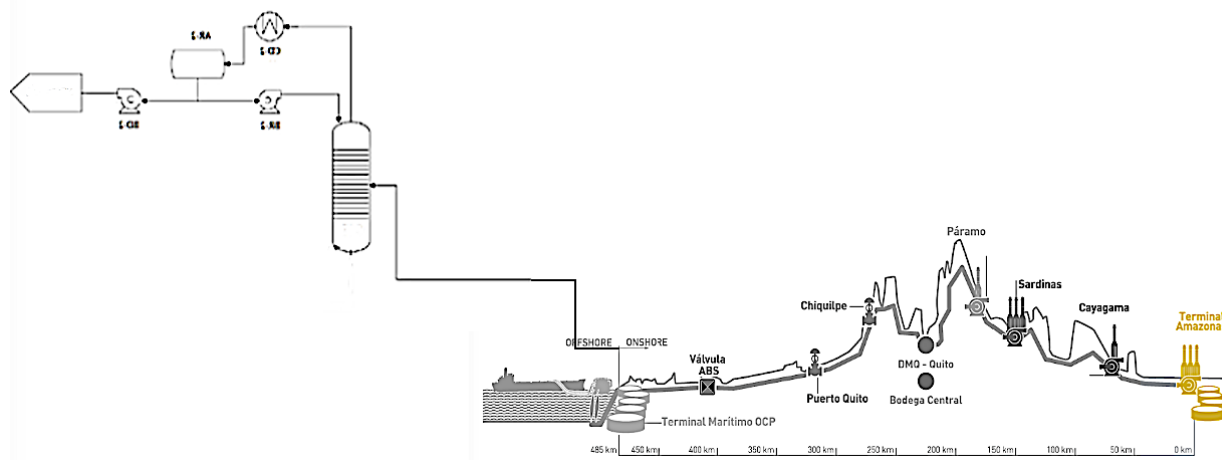 Páramo
Sardinas
Chiquilpe
Cayagama
Terminal
Amazonas
OFFSHORE
ONSHORE
Válvula
ABS
DMQ - Quito
Puerto Quito
Bodega Central
Terminal Marítimo OCP
485 km
450 km
400 km
350 km
300 km
250 km
200 km
150 km
100 km
50 km
0 km